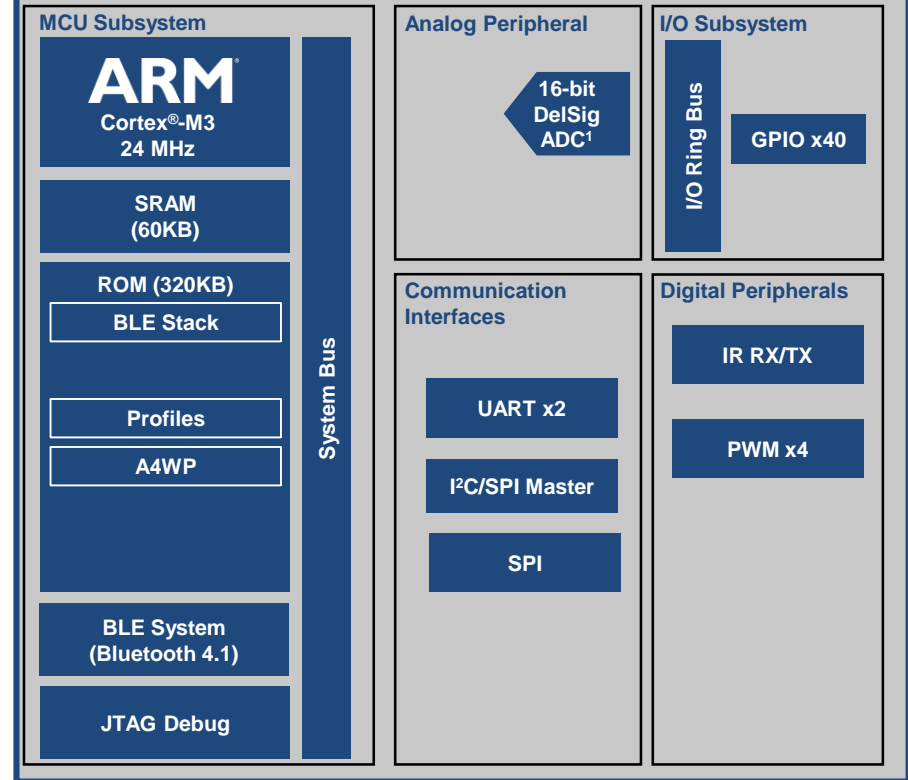 MCU Subsystem
ARM®
Cortex®-M3
24 MHz
SRAM
(60KB)
ROM (320KB)
BLE Stack
Profiles
A4WP
BLE System
(Bluetooth 4.1)
JTAG Debug
System Bus
Analog Peripheral
16-bit
DelSig
ADC¹
I/O Subsystem
I/O Ring Bus
GPIO x40
Communication
Interfaces
UART x2
I²C/SPI Master
SPI
Digital Peripherals
IR RX/TX
PWM x4